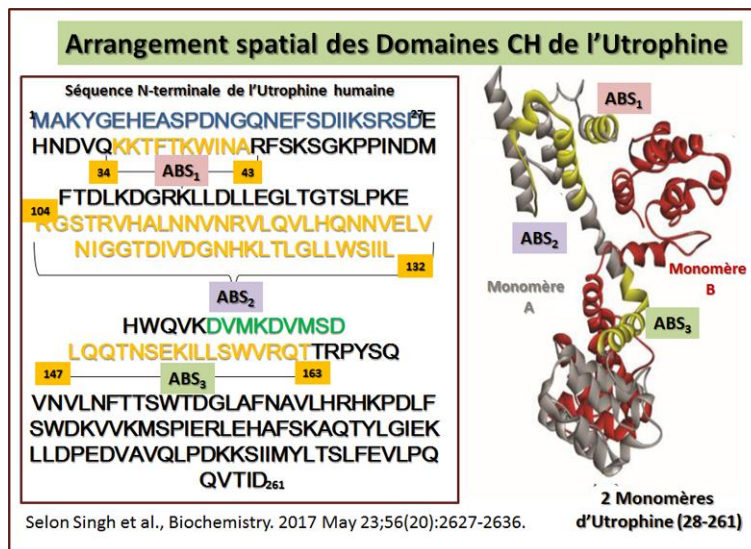 Arrangement spatial des Domaines CH de l'Utrophine
Séquence N-terminale de l'Utrophine humaine
1 27
MAKYGEHEASPDNGQNEFSDIIKSRSDE
HNDVQKKTFTKWINARFSKSGKPPINDM
34 ABS1 43
FTDLKDGRKLLDLLEGLTGTSLPKE
104
RGSTRVHALNNVNRVLQVLHQNNVELV
NIGGTDIVDGNHKLTLGLLWSIIL
132
ABS2
HWQVKDVMKDVMSD
LQQTNSEKILLSWVRQTTRPYSQ
147 ABS3 163
VNVLNFTTSWTDGLAFNAVLHRHKPDLF
SWDKVVKMSPIERLEHAFSKAQTYLGIEK
LLDPEDVAVQLPDKKSIIMYLTSLFEVLPQ
QVTID261
ABS1
ABS2
Monomère
A
Monomère
B
ABS3
2 Monomères
d'Utrophine (28-261)
Selon Singh et al., Biochemistry. 2017 May 23;56(20):2627-2636.